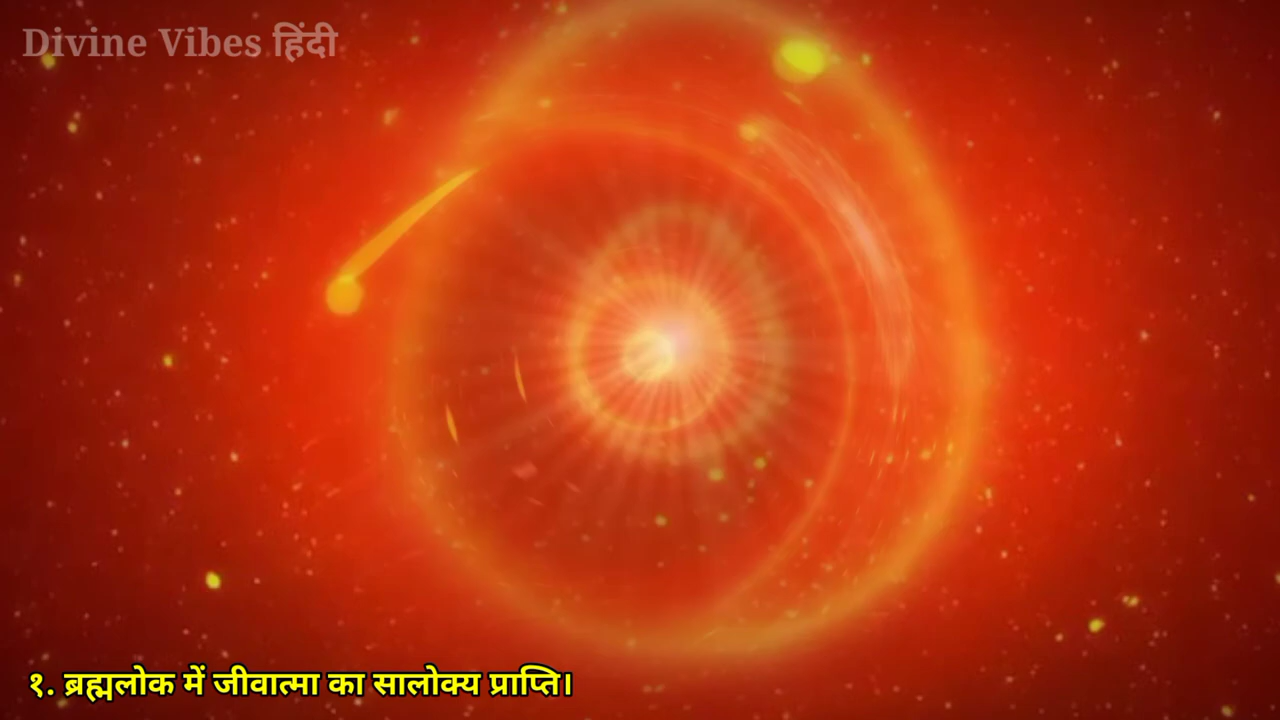 Divine Vibes हिंदी
१. ब्रह्मलोक में जीवात्मा का सालोक्य प्राप्ति।